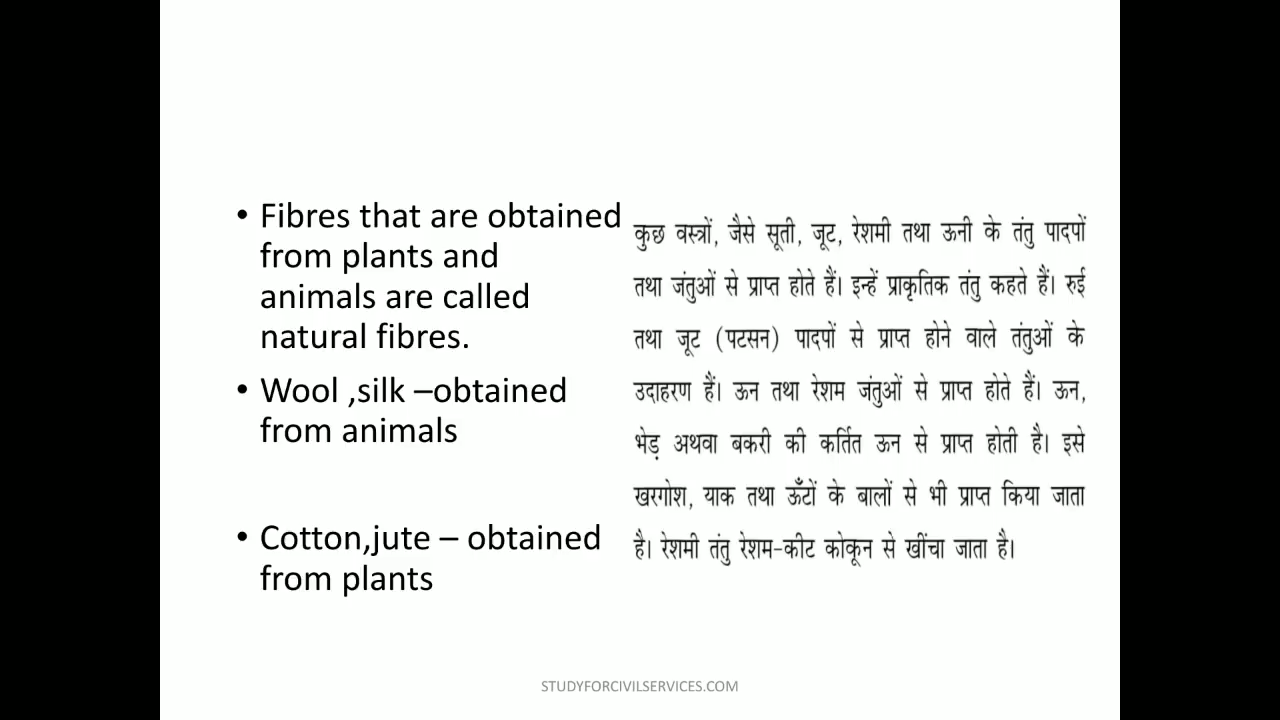 • Fibres that are obtained
from plants and
animals are called
natural fibres.
• Wool ,silk –obtained
from animals
• Cotton,jute – obtained
from plants
कुछ वस्त्रों, जैसे सूती, जूट, रेशमी तथा ऊनी के तंतु पादपों
तथा जंतुओं से प्राप्त होते हैं। इन्हें प्राकृतिक तंतु कहते हैं। रुई
तथा जूट (पटसन) पादपों से प्राप्त होने वाले तंतुओं के
उदाहरण हैं। ऊन तथा रेशम जंतुओं से प्राप्त होते हैं। ऊन,
भेड़ अथवा बकरी की कर्तित ऊन से प्राप्त होती है। इसे
खरगोश, याक तथा ऊँटों के बालों से भी प्राप्त किया जाता
है। रेशमी तंतु रेशम-कीट कोकून से खींचा जाता है।
STUDYFORCIVILSERVICES.COM